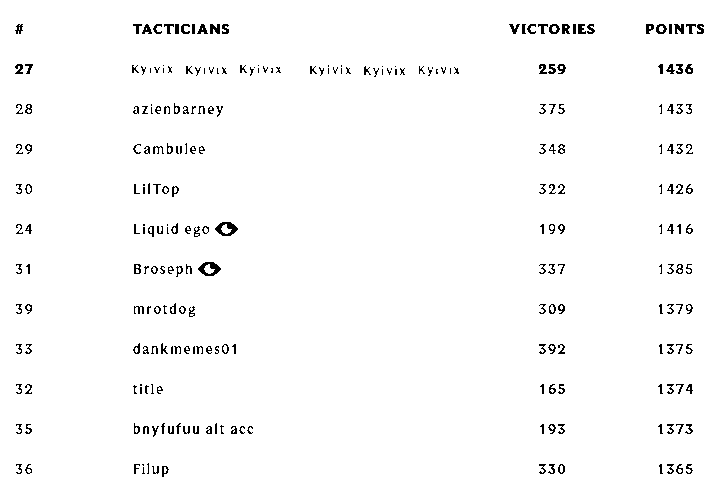 # TACTICIANS VICTORIES POINTS
27 Kyivix Kyivix Kyivix Kyivix Kyivix Kyivix 259 1436
28 azienbarney 375 1433
29 Cambulee 348 1432
30 LilTop 322 1426
24 Liquid ego 199 1416
31 Broseph 337 1385
39 mrotdog 309 1379
33 dankmemes01 392 1375
32 title 165 1374
35 bnyfufuu alt acc 193 1373
36 Filup 330 1365